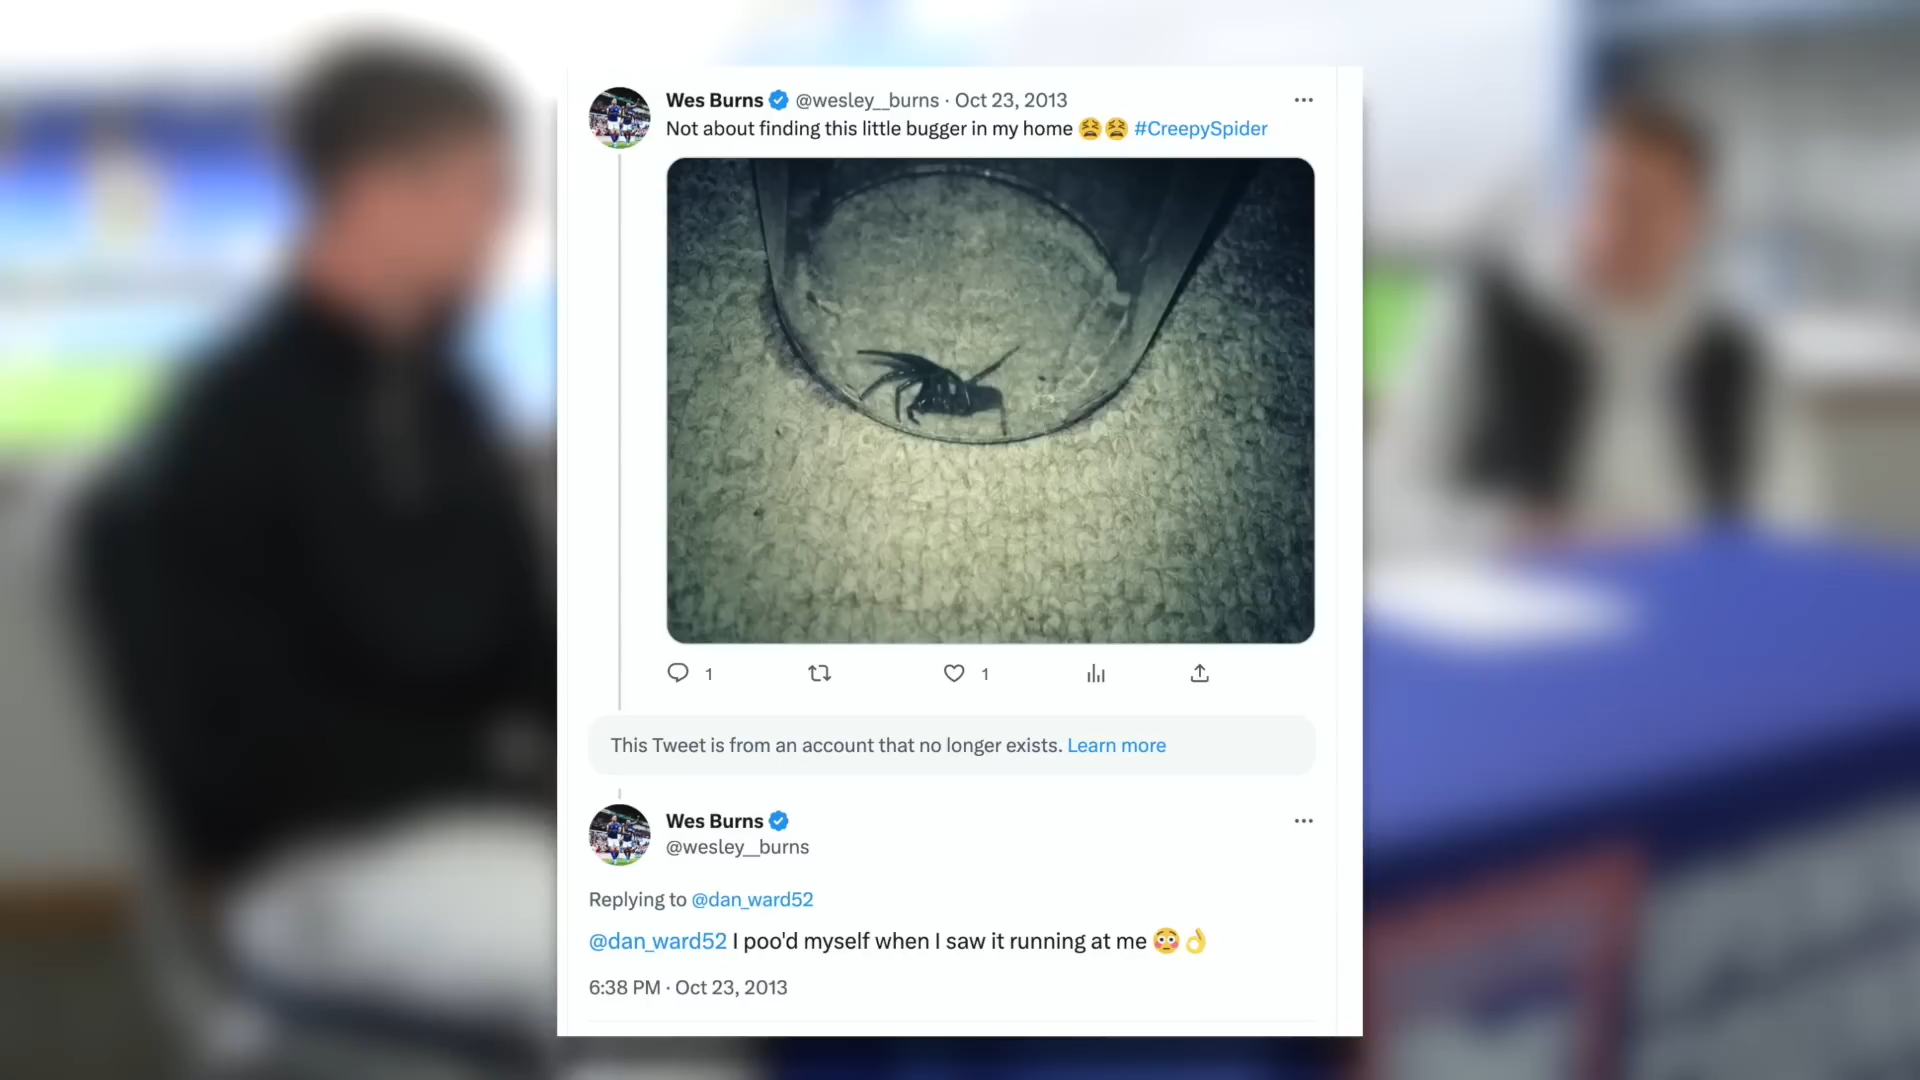 Wes Burns @wesley__burns · Oct 23, 2013
Not about finding this little bugger in my home 😫😫 #CreepySpider
1 1
This Tweet is from an account that no longer exists. Learn more
Wes Burns
@wesley__burns
Replying to @dan_ward52
@dan_ward52 I poo'd myself when I saw it running at me 😳👌
6:38 PM · Oct 23, 2013